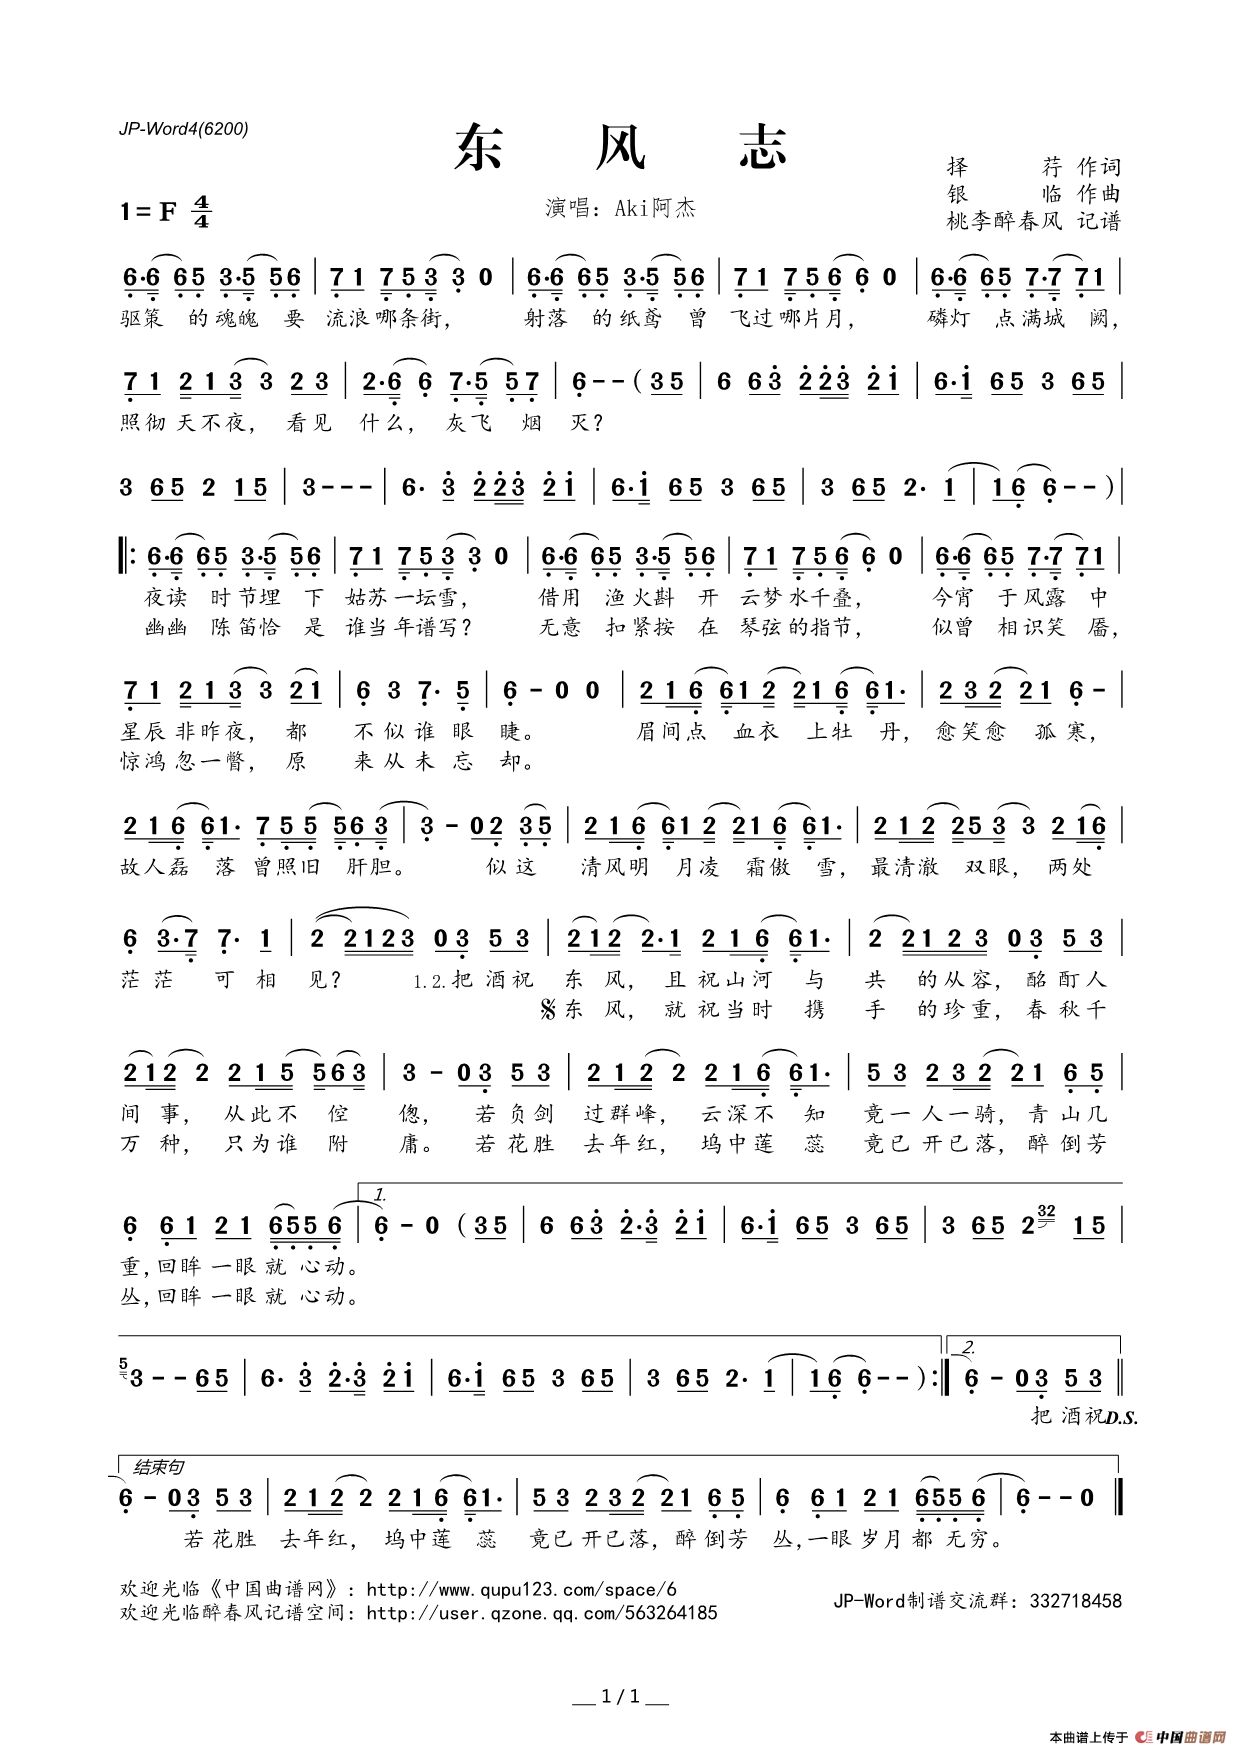 JP-Word4(6200)
东风志
择荇 作词
银临 作曲
桃李醉春风 记谱
1=F 4/4
演唱：Aki阿杰
6·6 65 3·5 56 | 71 753 3 0 | 6·6 65 3·5 56 | 71 756 6 0 | 6·6 65 7·7 71 |
驱策 的魂魄 要 流浪哪条街， 射落 的纸鸢 曾 飞过哪片月， 磷灯 点满城 阙，
71 213 3 23 | 2·6 6 7·5 57 | 6--(35 | 6 63 223 21 | 6·1 65 3 65 |
照彻天不夜， 看见 什么， 灰飞 烟 灭？
3 65 2 15 | 3--- | 6· 3 223 21 | 6·1 65 3 65 | 3 65 2· 1 | 16 6--)|
‖: 6·6 65 3·5 56 | 71 753 3 0 | 6·6 65 3·5 56 | 71 756 6 0 | 6·6 65 7·7 71 |
夜读 时节埋 下 姑苏一坛雪， 借用 渔火斟 开 云梦水千叠， 今宵 于风露 中
幽幽 陈笛恰 是 谁当年谱写？ 无意 扣紧按 在 琴弦的指节， 似曾 相识笑 靥，
71 213 3 21 | 6 3 7· 5 | 6 - 0 0 | 216 612 216 61· | 232 221 6 - |
星辰非昨夜， 都 不似谁眼 睫。 眉间点 血衣 上牡 丹，愈笑愈 孤寒，
惊鸿忽一瞥， 原 来从未忘 却。
216 61· 755 563 | 3 - 02 35 | 216 612 216 61· | 212 253 3 216 |
故人磊 落 曾照旧 肝胆。 似这 清风明 月凌 霜傲 雪，最清澈 双眼， 两处
6 3·7 7· 1 | 2 2123 03 53 | 212 2·1 216 61· | 2 2123 03 53 |
茫茫 可相 见？ 1.2.把酒祝 东 风，且祝山河 与 共 的从容，酩酊人
𝄋东 风，就祝当时 携 手 的珍重，春秋千
212 2 215 563 | 3 - 03 53 | 212 2 216 61· | 53 232 21 65 |
间事， 从此不 倥 偬， 若负剑 过群峰， 云深不 知 竟一人一骑，青山几
万种， 只为谁 附 庸。 若花胜 去年红， 坞中莲 蕊 竟已开已落，醉倒芳
6 61 21 6556 | 1. 6 - 0 (35 | 6 63 2·3 21 | 6·1 65 3 65 | 3 65 2 32 15 |
重，回眸一眼就 心动。
丛，回眸一眼就 心动。
5 3--65 | 6· 3 2·3 21 | 6·1 65 3 65 | 3 65 2· 1 | 16 6--):‖ 2. 6 - 03 53 ‖
把 酒祝D.S.
结束句
6 - 03 53 | 212 2 216 61· | 53 232 21 65 | 6 61 21 6556 | 6--0 ‖
若花胜 去年红， 坞中莲 蕊 竟已开已落，醉倒芳 丛，一眼岁月都 无穷。
欢迎光临《中国曲谱网》：http://www.qupu123.com/space/6
欢迎光临醉春风记谱空间：http://user.qzone.qq.com/563264185
JP-Word制谱交流群：332718458
1 / 1
本曲谱上传于 中国曲谱网